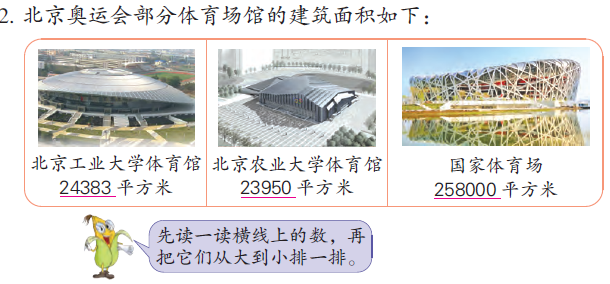 2. 北京奥运会部分体育场馆的建筑面积如下：
北京工业大学体育馆
24383 平方米
北京农业大学体育馆
23950 平方米
国家体育场
258000 平方米
先读一读横线上的数，再
把它们从大到小排一排。